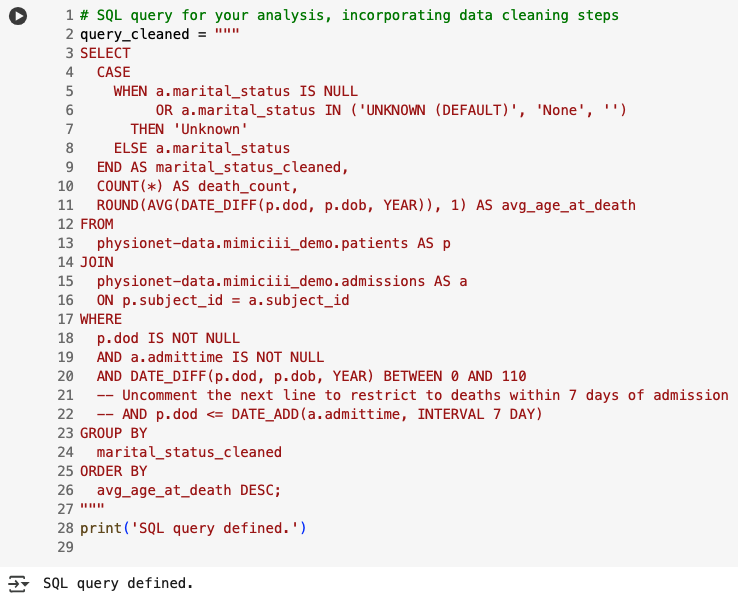 1 # SQL query for your analysis, incorporating data cleaning steps
2 query_cleaned = """
3 SELECT
4   CASE
5     WHEN a.marital_status IS NULL
6          OR a.marital_status IN ('UNKNOWN (DEFAULT)', 'None', '')
7       THEN 'Unknown'
8     ELSE a.marital_status
9   END AS marital_status_cleaned,
10   COUNT(*) AS death_count,
11   ROUND(AVG(DATE_DIFF(p.dod, p.dob, YEAR)), 1) AS avg_age_at_death
12 FROM
13   physionet-data.mimiciii_demo.patients AS p
14 JOIN
15   physionet-data.mimiciii_demo.admissions AS a
16   ON p.subject_id = a.subject_id
17 WHERE
18   p.dod IS NOT NULL
19   AND a.admittime IS NOT NULL
20   AND DATE_DIFF(p.dod, p.dob, YEAR) BETWEEN 0 AND 110
21   -- Uncomment the next line to restrict to deaths within 7 days of admission
22   -- AND p.dod <= DATE_ADD(a.admittime, INTERVAL 7 DAY)
23 GROUP BY
24   marital_status_cleaned
25 ORDER BY
26   avg_age_at_death DESC;
27 """
28 print('SQL query defined.')
29
SQL query defined.